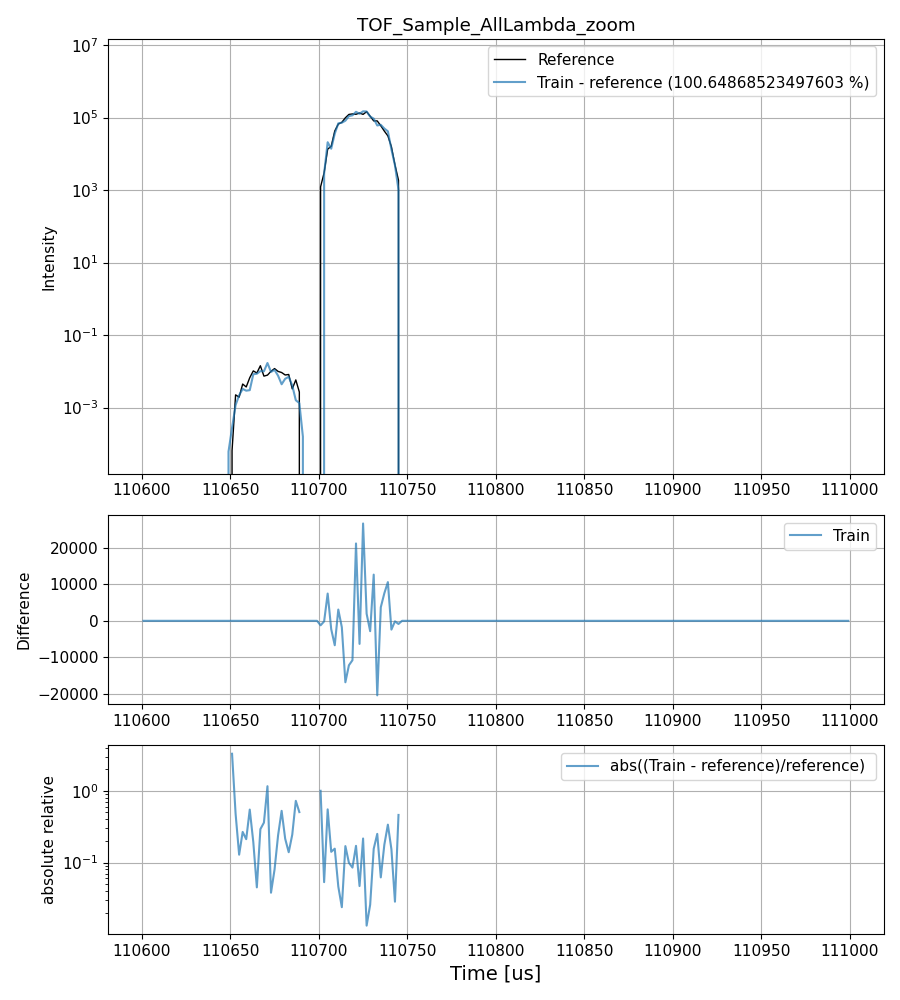 TOF_Sample_AllLambda_zoom
Intensity
10^7
10^5
10^3
10^1
10^-1
10^-3
Reference
Train - reference (100.64868523497603 %)
110600 110650 110700 110750 110800 110850 110900 110950 111000
Difference
20000
10000
0
−10000
−20000
Train
110600 110650 110700 110750 110800 110850 110900 110950 111000
absolute relative
10^0
10^-1
abs((Train - reference)/reference)
110600 110650 110700 110750 110800 110850 110900 110950 111000
Time [us]